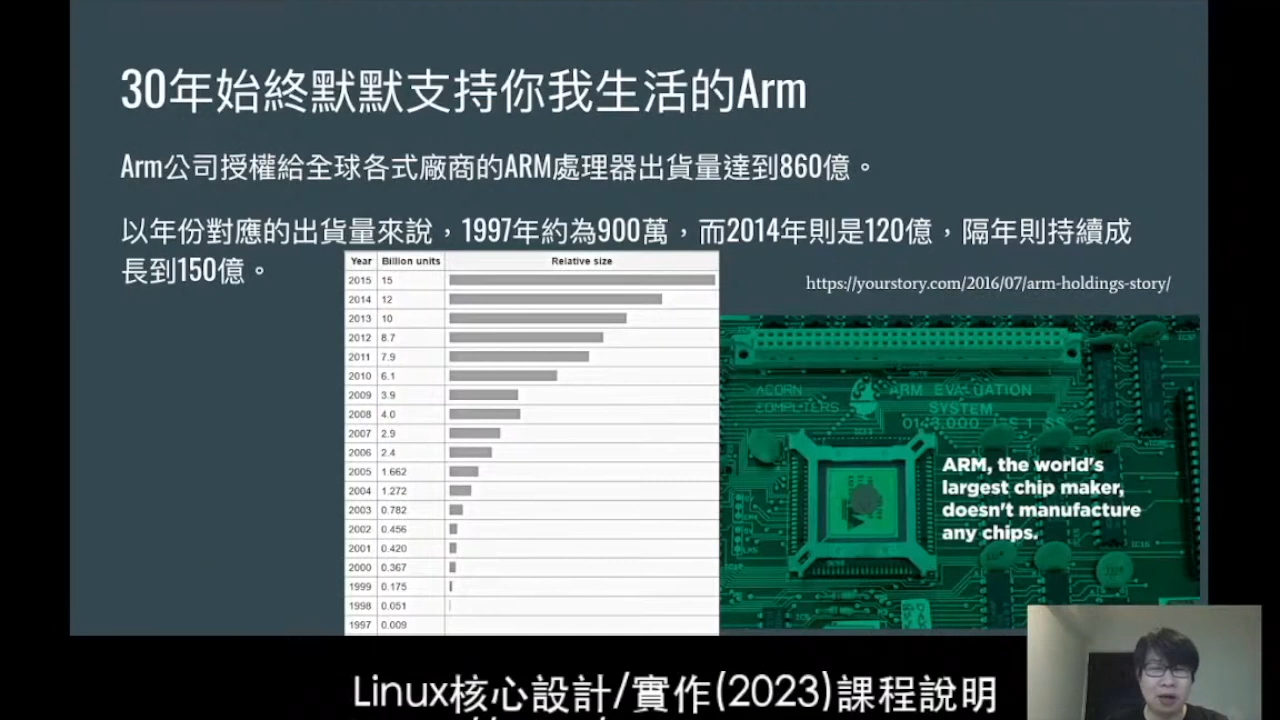 30年始終默默支持你我生活的Arm
Arm公司授權給全球各式廠商的ARM處理器出貨量達到860億。
以年份對應的出貨量來說，1997年約為900萬，而2014年則是120億，隔年則持續成
長到150億。
https://yourstory.com/2016/07/arm-holdings-story/
Year Billion units Relative size
2015 15
2014 12
2013 10
2012 8.7
2011 7.9
2010 6.1
2009 3.9
2008 4.0
2007 2.9
2006 2.4
2005 1.662
2004 1.272
2003 0.782
2002 0.456
2001 0.420
2000 0.367
1999 0.175
1998 0.051
1997 0.009
ACORN
COMPUTERS
ARM EVALUATION
SYSTEM
ARM, the world's
largest chip maker,
doesn't manufacture
any chips.
Linux核心設計/實作(2023)課程說明